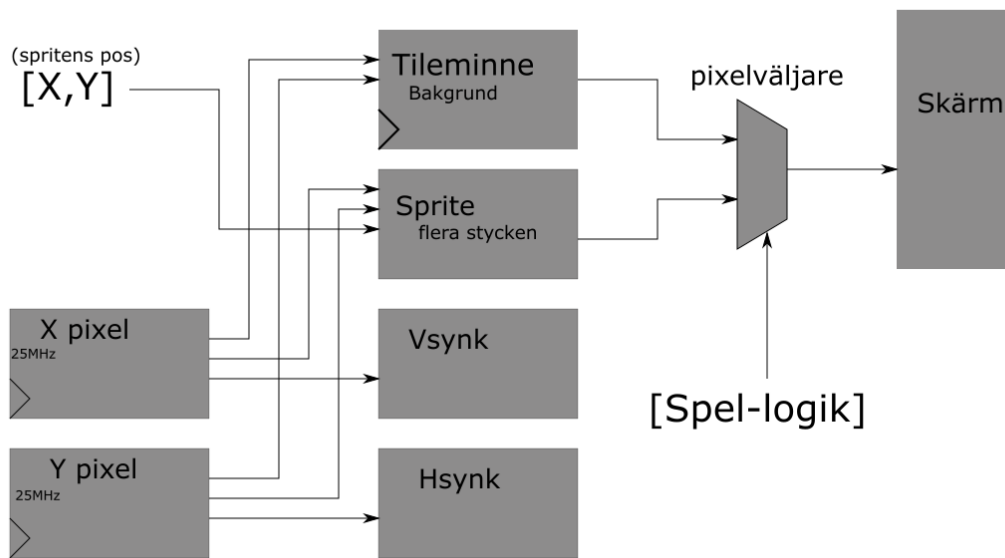 (spritens pos)
[X,Y]
Tileminne
Bakgrund
pixelväljare
Skärm
Sprite
flera stycken
X pixel
25MHz
Vsynk
[Spel-logik]
Y pixel
25MHz
Hsynk